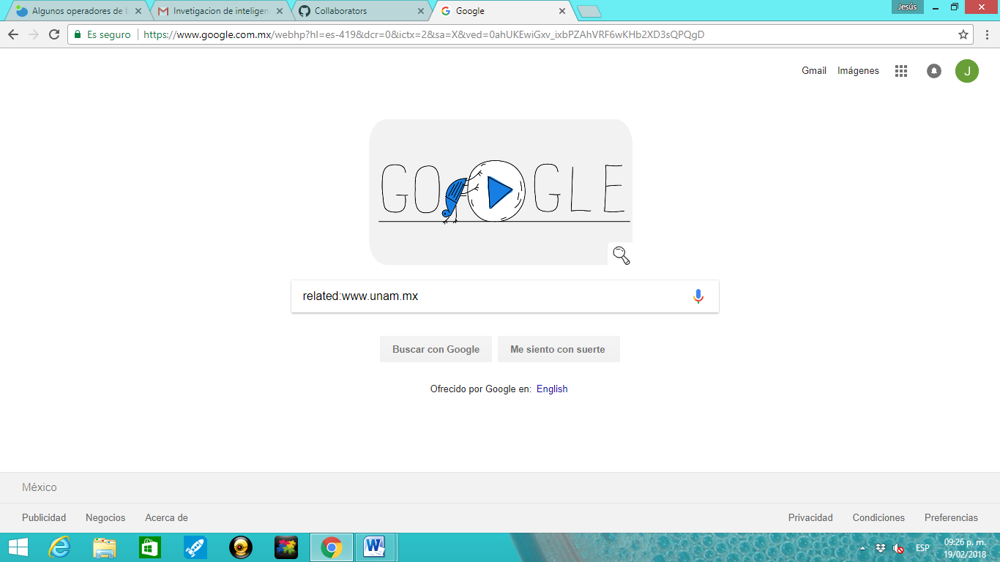 Algunos operadores de b
Invetigacion de inteligen
Collaborators
Google
Jesús
Es seguro
https://www.google.com.mx/webhp?hl=es-419&dcr=0&ictx=2&sa=X&ved=0ahUKEwiGxv_ixbPZAhVRF6wKHb2XD3sQPQgD
Gmail Imágenes
J
GOOGLE
related:www.unam.mx
Buscar con Google Me siento con suerte
Ofrecido por Google en: English
México
Publicidad Negocios Acerca de Privacidad Condiciones Preferencias
ESP
09:26 p. m.
19/02/2018